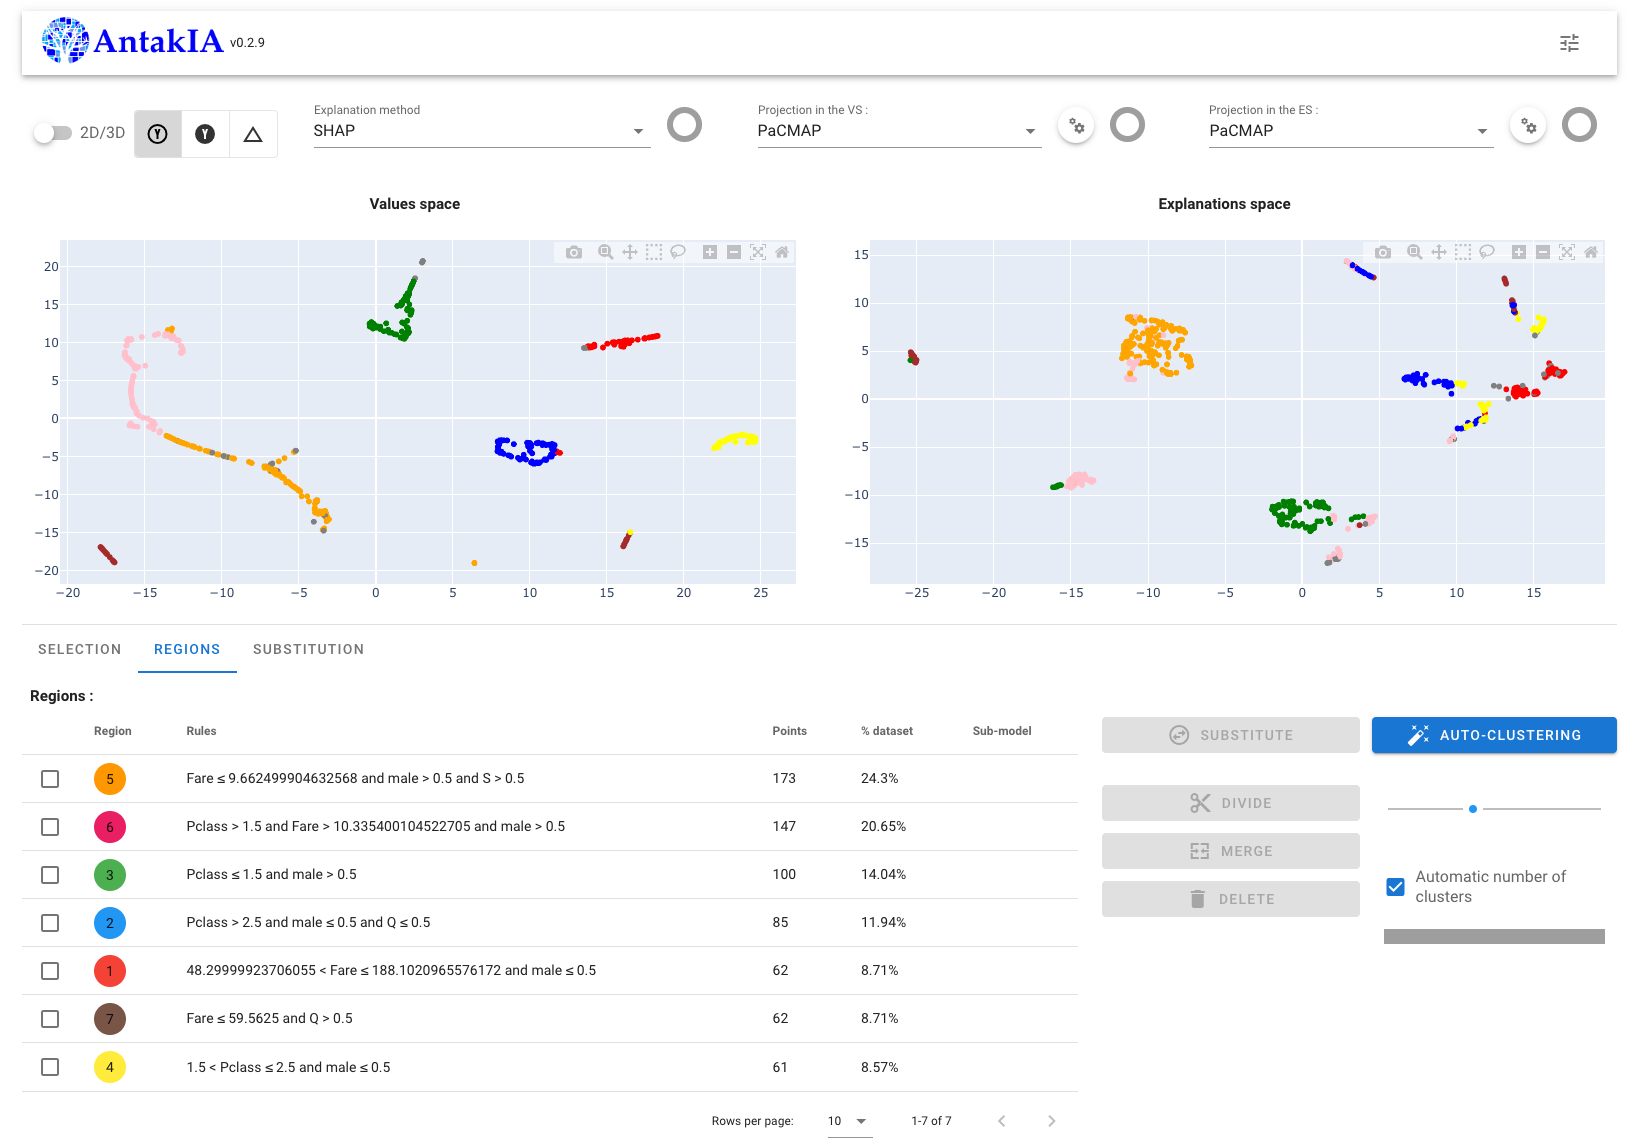 AntakIA v0.2.9
2D/3D
Explanation method
SHAP
Projection in the VS :
PaCMAP
Projection in the ES :
PaCMAP
Values space
Explanations space
20
15
10
5
0
−5
−10
−15
−20
−20 −15 −10 −5 0 5 10 15 20 25
15
10
5
0
−5
−10
−15
−25 −20 −15 −10 −5 0 5 10 15
SELECTION REGIONS SUBSTITUTION
Regions :
Region Rules Points % dataset Sub-model
5 Fare ≤ 9.662499904632568 and male > 0.5 and S > 0.5 173 24.3%
6 Pclass > 1.5 and Fare > 10.335400104522705 and male > 0.5 147 20.65%
3 Pclass ≤ 1.5 and male > 0.5 100 14.04%
2 Pclass > 2.5 and male ≤ 0.5 and Q ≤ 0.5 85 11.94%
1 48.29999923706055 < Fare ≤ 188.1020965576172 and male ≤ 0.5 62 8.71%
7 Fare ≤ 59.5625 and Q > 0.5 62 8.71%
4 1.5 < Pclass ≤ 2.5 and male ≤ 0.5 61 8.57%
Rows per page: 10 1-7 of 7
SUBSTITUTE
AUTO-CLUSTERING
DIVIDE
MERGE
DELETE
Automatic number of
clusters